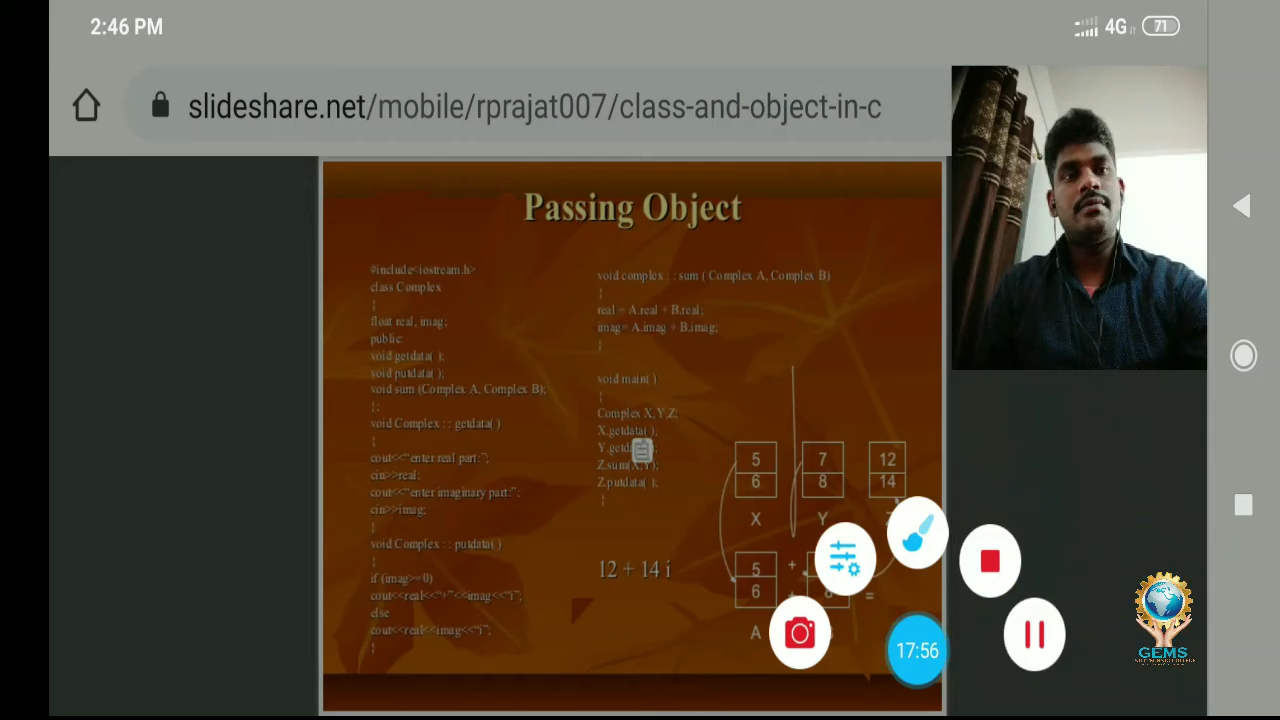 2:46 PM
4G
71
slideshare.net/mobile/rprajat007/class-and-object-in-c
Passing Object
#include<iostream.h>
class Complex
{
float real, imag;
public:
void getdata( );
void putdata( );
void sum (Complex A, Complex B);
};
void Complex : : getdata( )
{
cout<<“enter real part:”;
cin>>real;
cout<<“enter imaginary part:”;
cin>>imag;
}
void Complex : : putdata( )
{
if (imag>=0)
cout<<real<<“+”<<imag<<“i”;
else
cout<<real<<imag<<“i”;
}
void complex : : sum ( Complex A, Complex B)
{
real = A.real + B.real;
imag= A.imag + B.imag;
}
void main( )
{
Complex X,Y,Z;
X.getdata( );
Z.sum(X,Y);
Z.putdata( );
}
12 + 14 i
5 7 12
6 8 14
X Y
5 +
6 + 8 =
A
17:56
GEMS